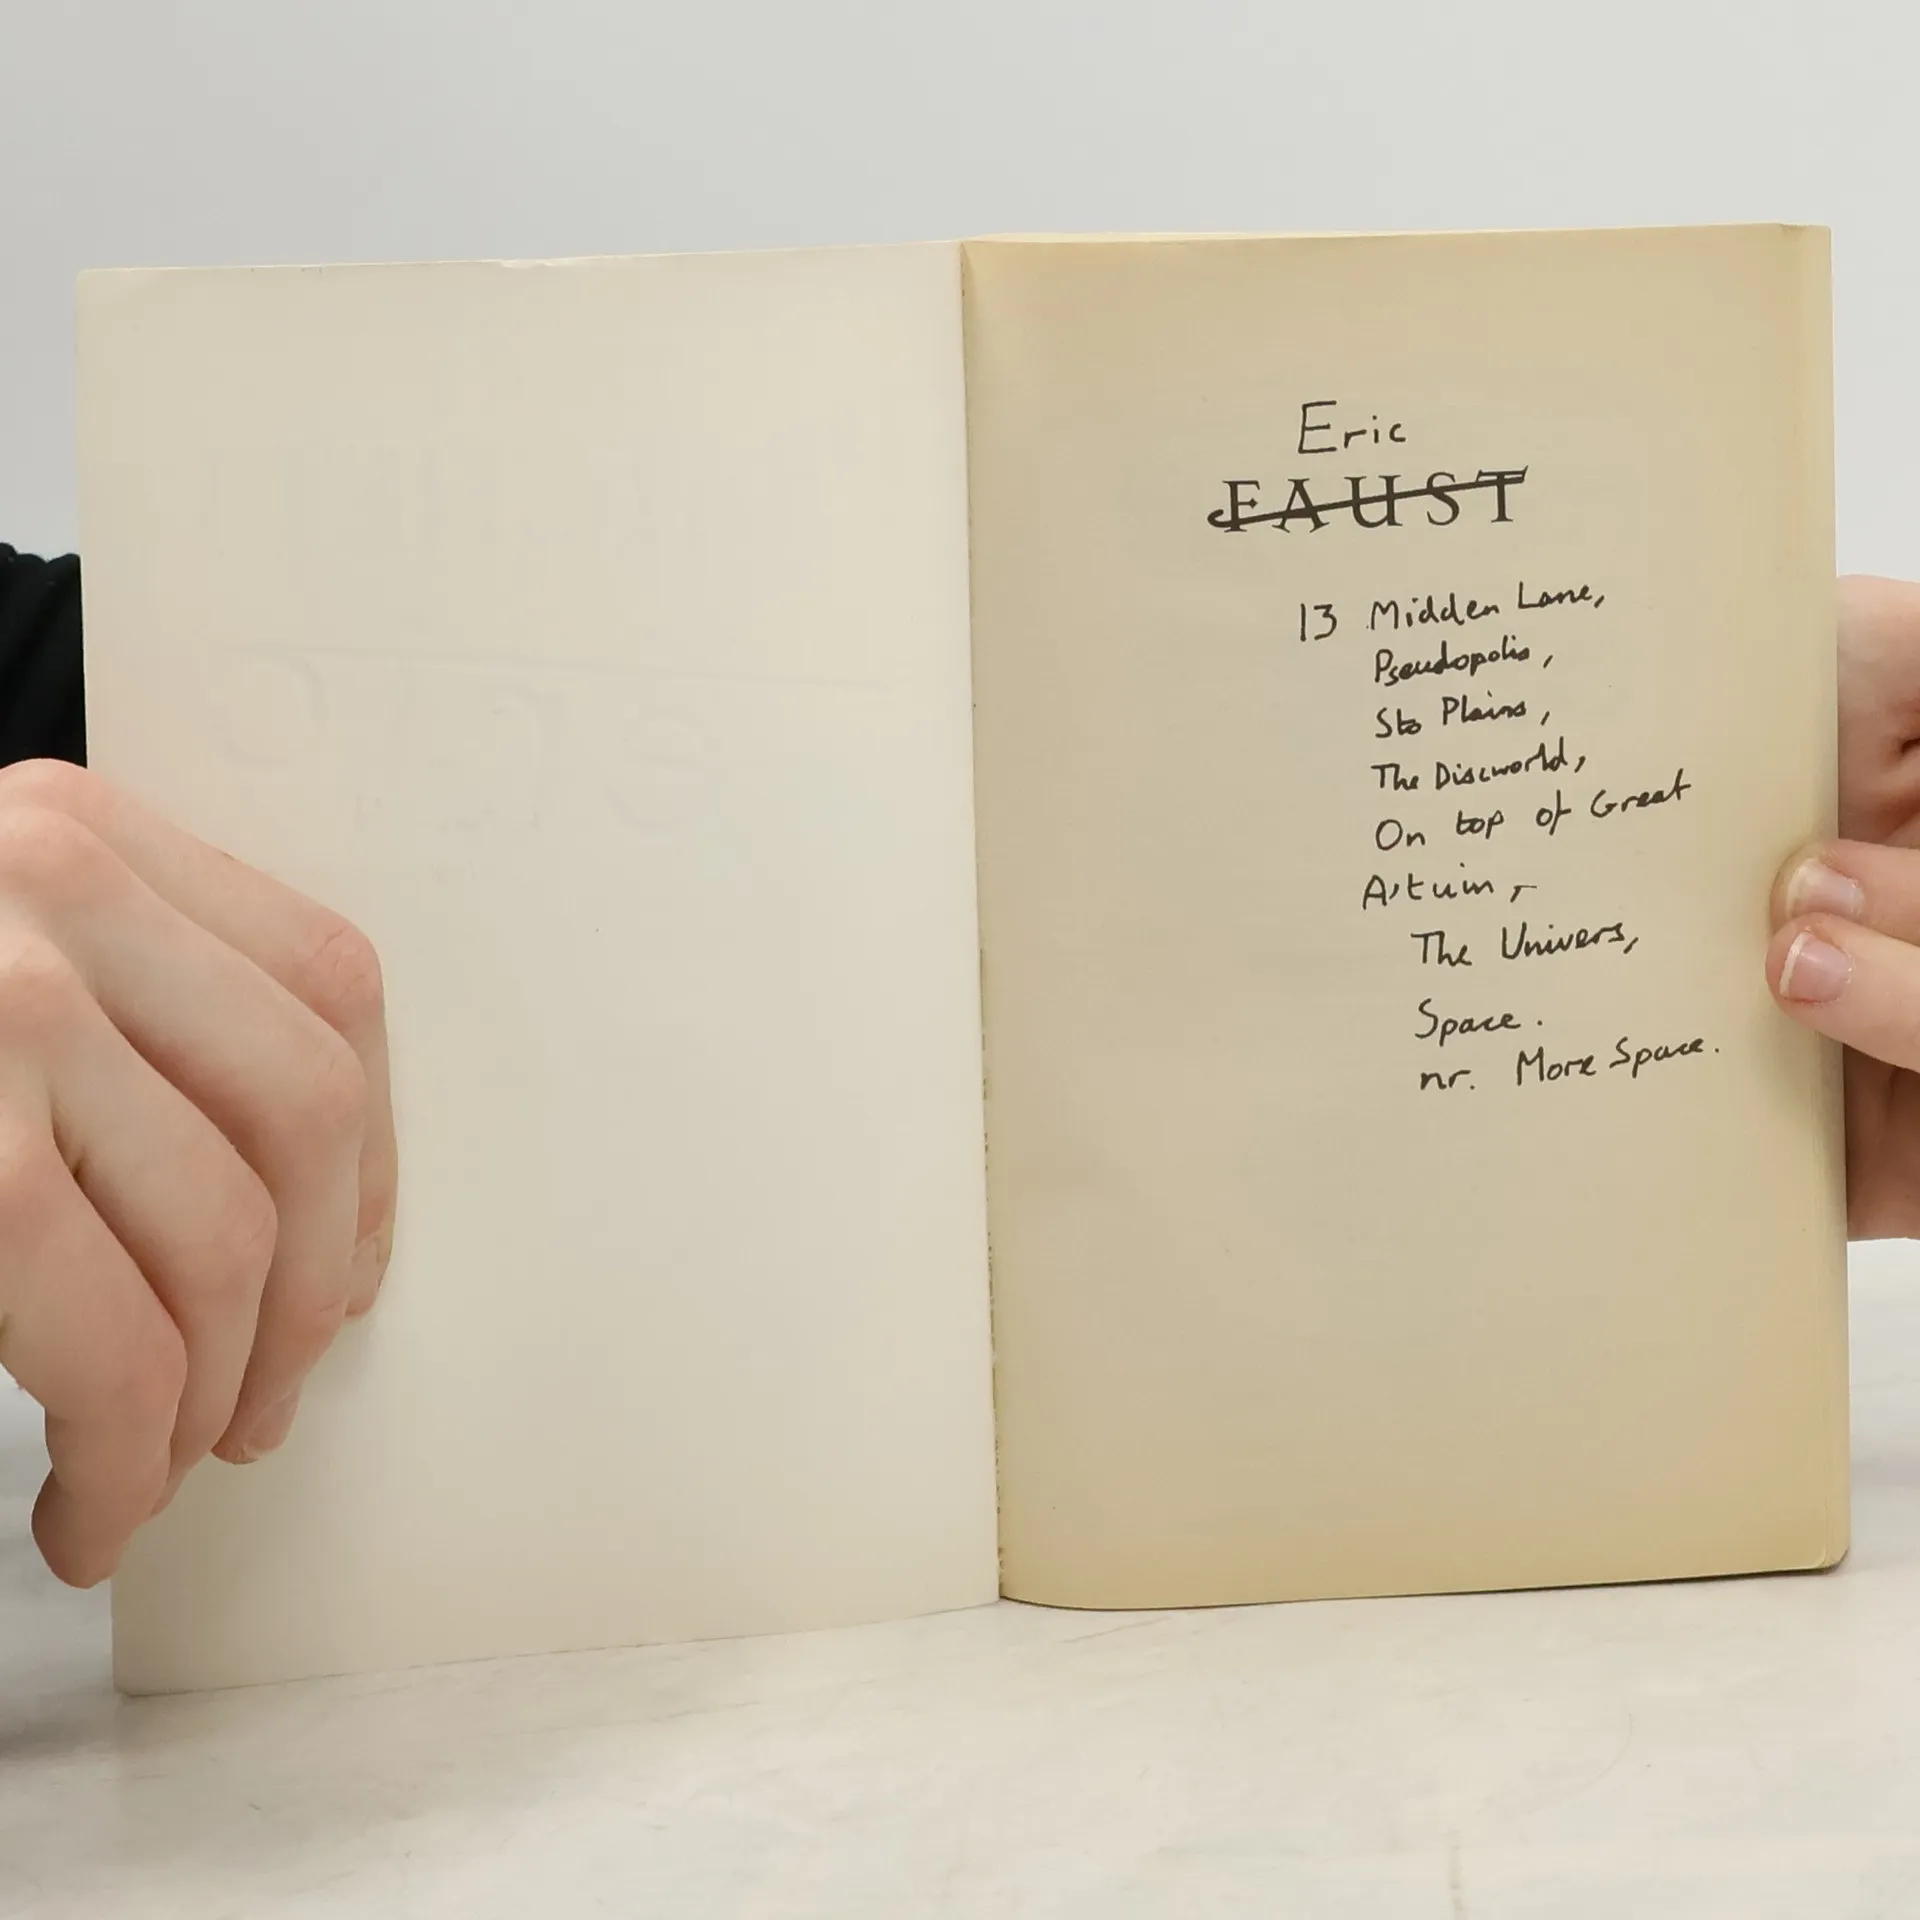 Eric
FAUST
13 Midden Lane,
Pseudopolis,
Sto Plains,
The Discworld,
On top of Great
A'tuin,
The Univers,
Space.
nr. More Space.